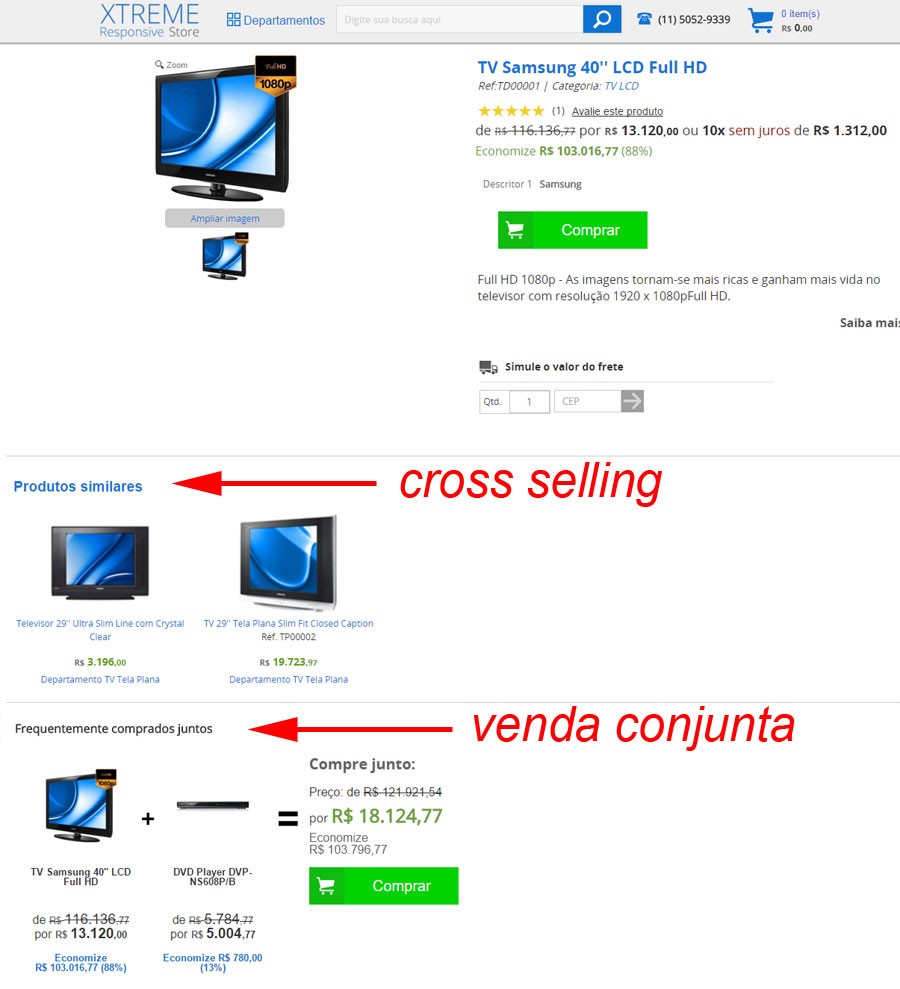 XTREME
Responsive Store
Departamentos
Digite sua busca aqui
(11) 5052-9339
0 ítem(s)
R$ 0,00
Zoom
Full HD
1080p
Ampliar imagem
TV Samsung 40'' LCD Full HD
Ref:TD00001 | Categoria: TV LCD
(1) Avalie este produto
de R$ 116.136,77 por R$ 13.120,00 ou 10x sem juros de R$ 1.312,00
Economize R$ 103.016,77 (88%)
Descritor 1 Samsung
Comprar
Full HD 1080p - As imagens tornam-se mais ricas e ganham mais vida no
televisor com resolução 1920 x 1080pFull HD.
Saiba mais
Simule o valor do frete
Qtd. 1 CEP
Produtos similares
cross selling
Televisor 29'' Ultra Slim Line com Crystal
Clear
R$ 3.196,00
Departamento TV Tela Plana
TV 29'' Tela Plana Slim Fit Closed Caption
Ref. TP00002
R$ 19.723,97
Departamento TV Tela Plana
Frequentemente comprados juntos
venda conjunta
TV Samsung 40'' LCD
Full HD
de R$ 116.136,77
por R$ 13.120,00
Economize
R$ 103.016,77 (88%)
+
DVD Player DVP-
NS608P/B
de R$ 5.784,77
por R$ 5.004,77
Economize R$ 780,00
(13%)
=
Compre junto:
Preço: de R$ 121.921,54
por R$ 18.124,77
Economize
R$ 103.796,77
Comprar